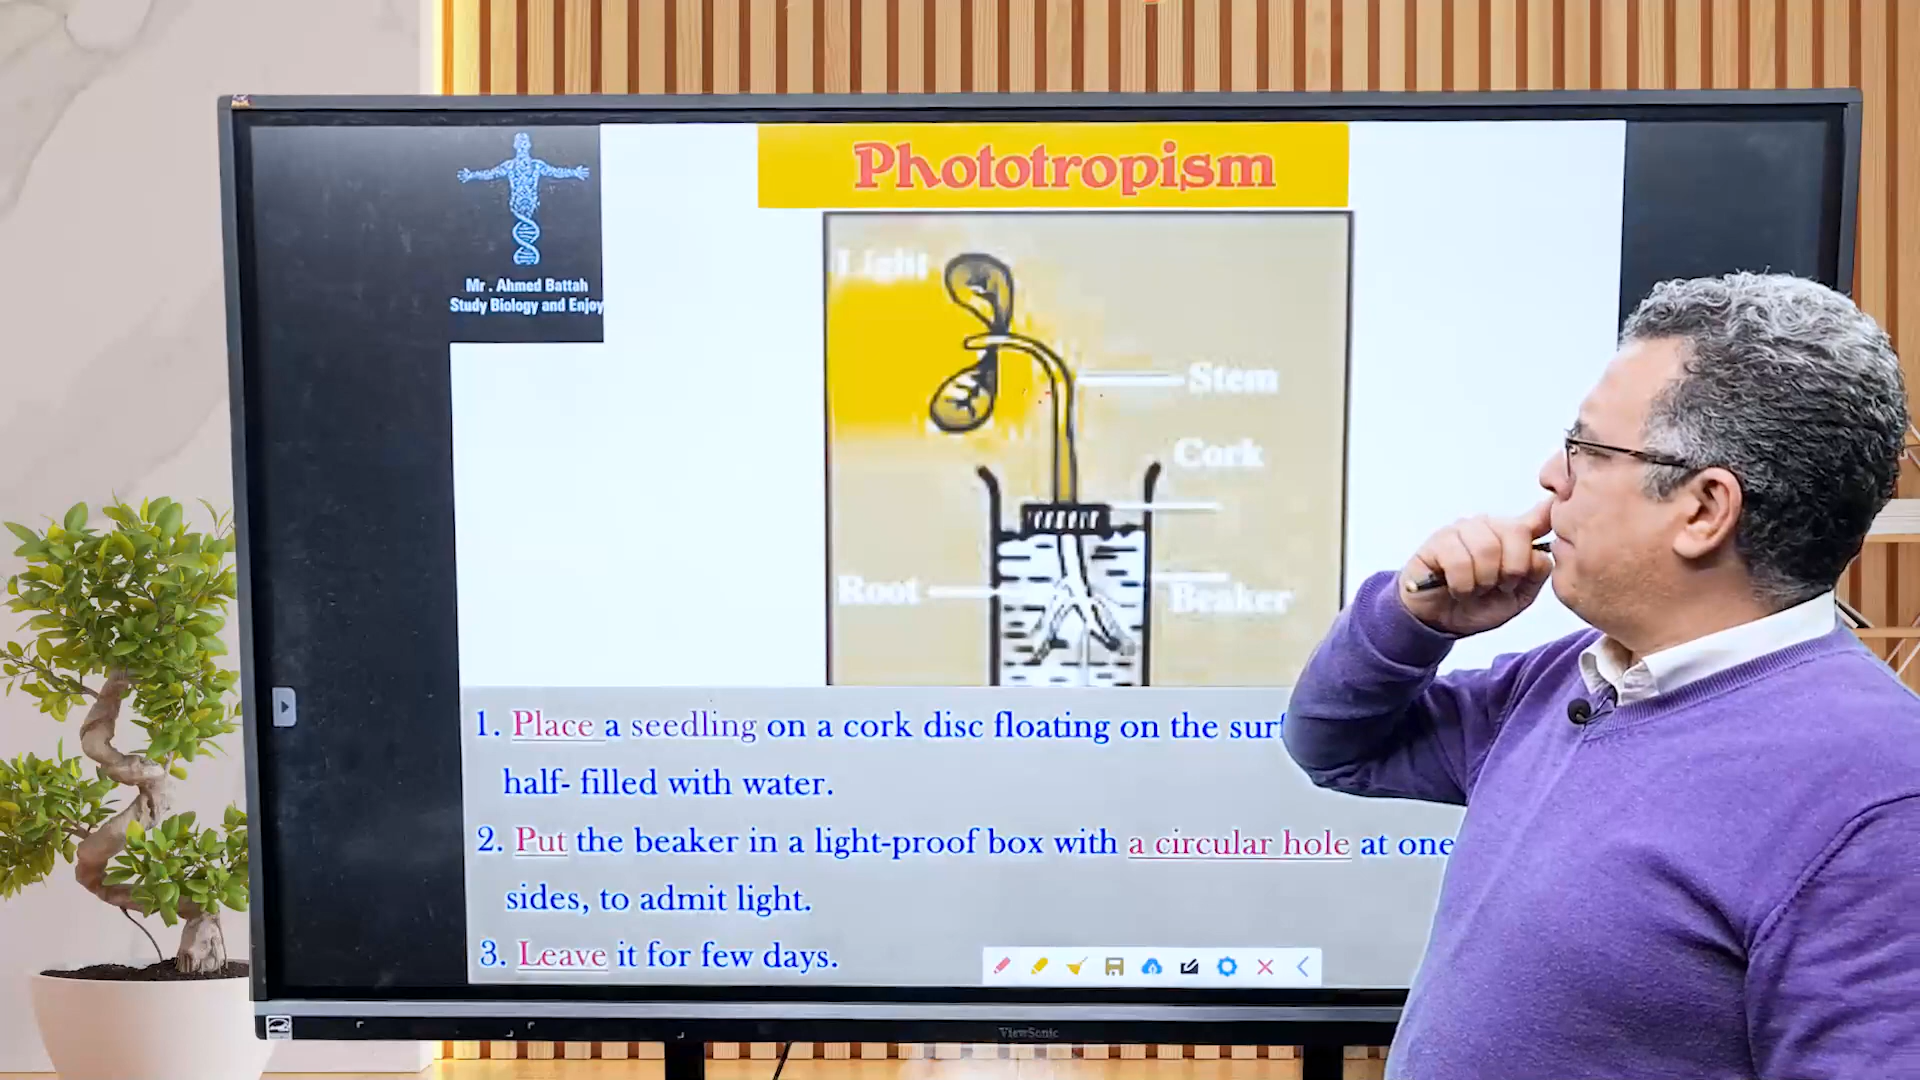 Phototropism
Mr . Ahmed Battah
Study Biology and Enjoy
Light
Stem
Cork
Root
Beaker
1. Place a seedling on a cork disc floating on the
half- filled with water.
2. Put the beaker in a light-proof box with a circular hole at one
sides, to admit light.
3. Leave it for few days.
ViewSonic